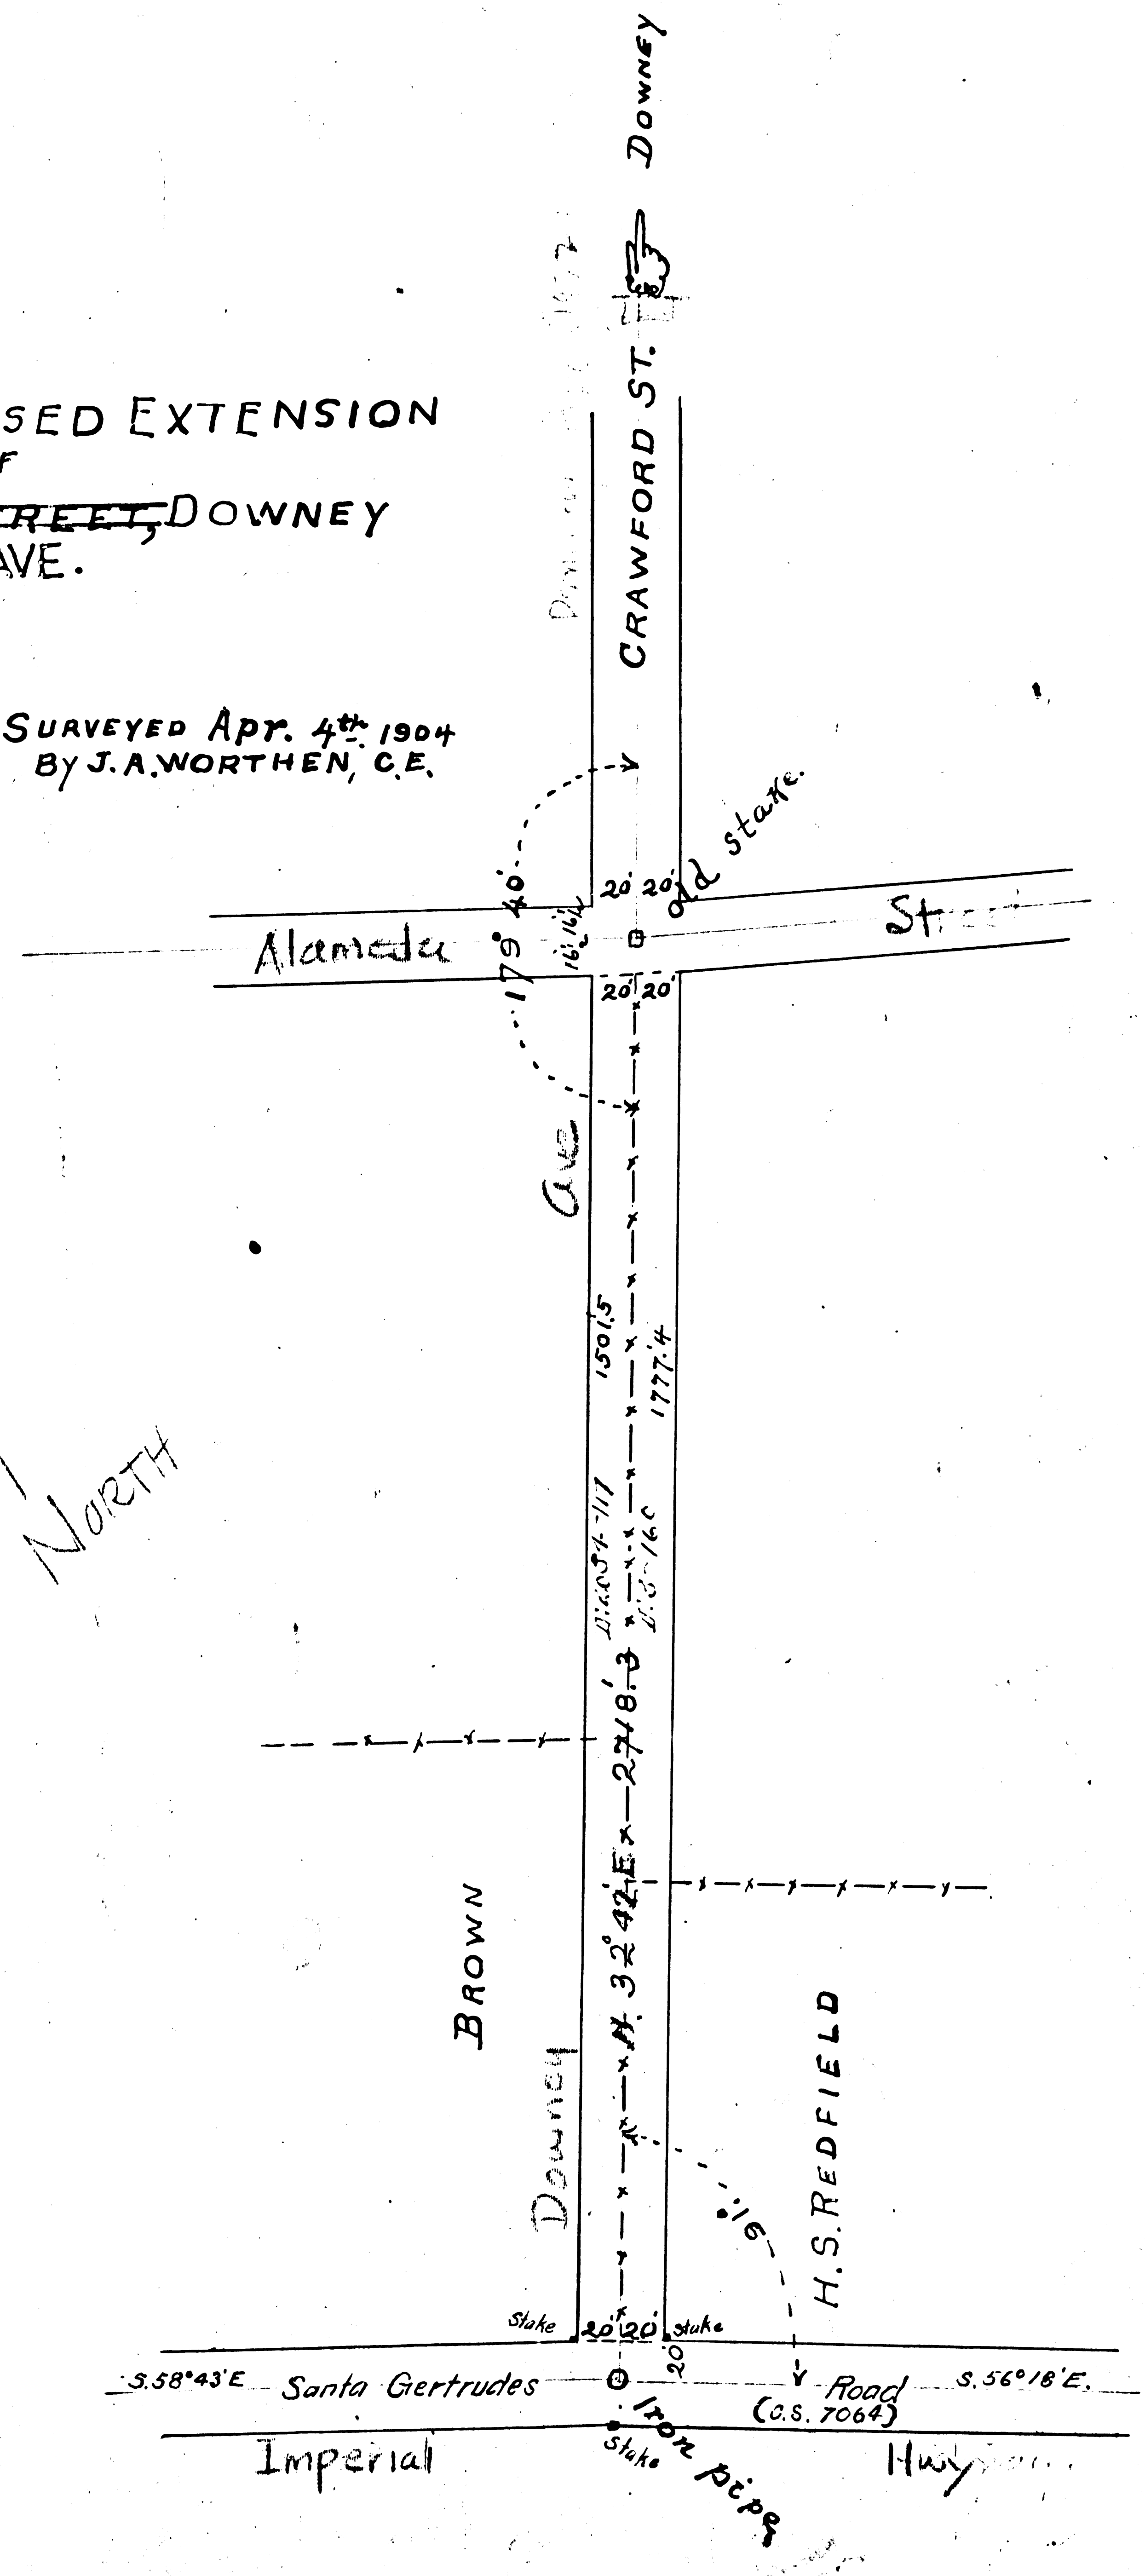 DOWNEY
CRAWFORD ST.
SED EXTENSION
F
REET, DOWNEY
AVE.
SURVEYED Apr. 4th. 1904
By J.A. WORTHEN, C.E.
old stake.
20' 20'
179° 40'
Alameda
St
20' 20'
Ave
1501.5
1777.4
NORTH
N. 32° 42' E 2718.3'
BROWN
Downey
H.S. REDFIELD
91°
Stake
20' 20'
stake
20'
S. 58° 43' E
Santa Gertrudes
Road
S. 56° 18' E.
(C.S. 7064)
Iron pipe
Stake
Imperial
Hwy